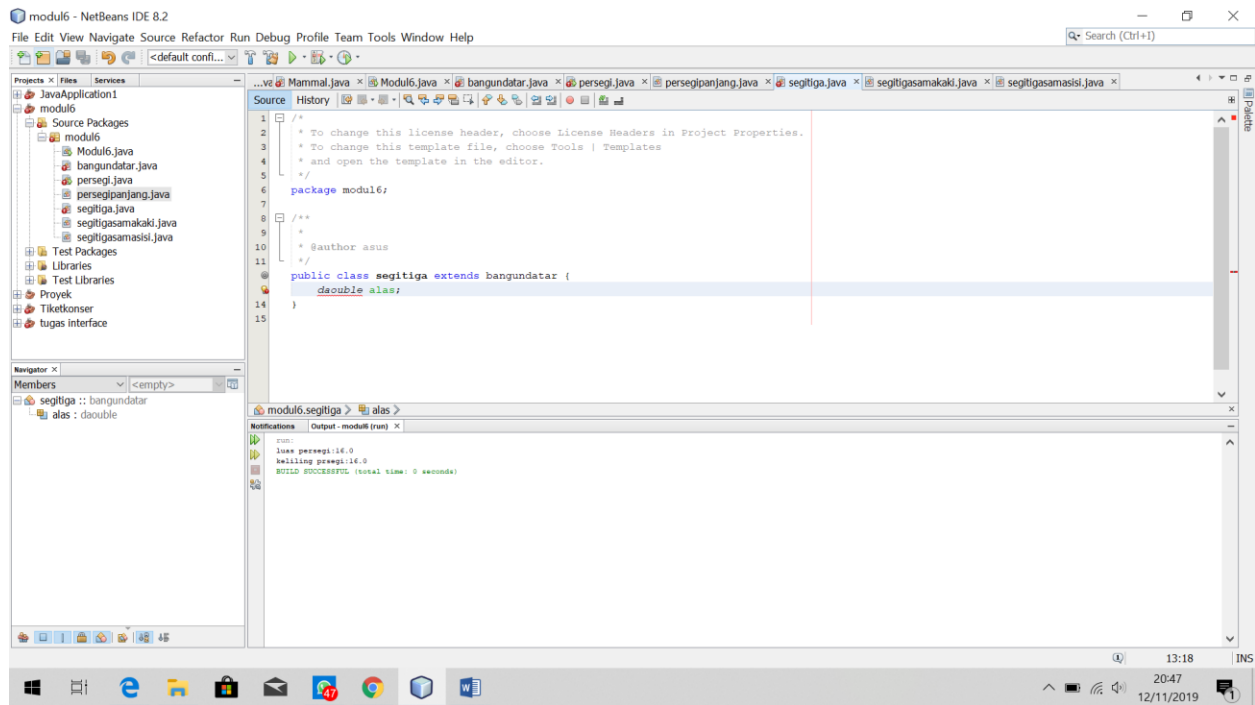 modul6 - NetBeans IDE 8.2
File Edit View Navigate Source Refactor Run Debug Profile Team Tools Window Help
Search (Ctrl+I)
<default confi...
Projects Files Services
...va Mammal.java Modul6.java bangundatar.java persegi.java persegipanjang.java segitiga.java segitigasamakaki.java segitigasamasisi.java
Source History
Palette
JavaApplication1
modul6
Source Packages
modul6
Modul6.java
bangundatar.java
persegi.java
persegipanjang.java
segitiga.java
segitigasamakaki.java
segitigasamasisi.java
Test Packages
Libraries
Test Libraries
Proyek
Tiketkonser
tugas interface
1 /*
2 * To change this license header, choose License Headers in Project Properties.
3 * To change this template file, choose Tools | Templates
4 * and open the template in the editor.
5 */
6 package modul6;
7
8 /**
9 *
10 * @author asus
11 */
public class segitiga extends bangundatar {
daouble alas;
14 }
15
Navigator
Members <empty>
segitiga :: bangundatar
alas : daouble
modul6.segitiga alas
Notifications Output - modul6 (run)
run:
luas persegi:16.0
keliling prsegi:16.0
BUILD SUCCESSFUL (total time: 0 seconds)
13:18 INS
47
20:47
12/11/2019
1